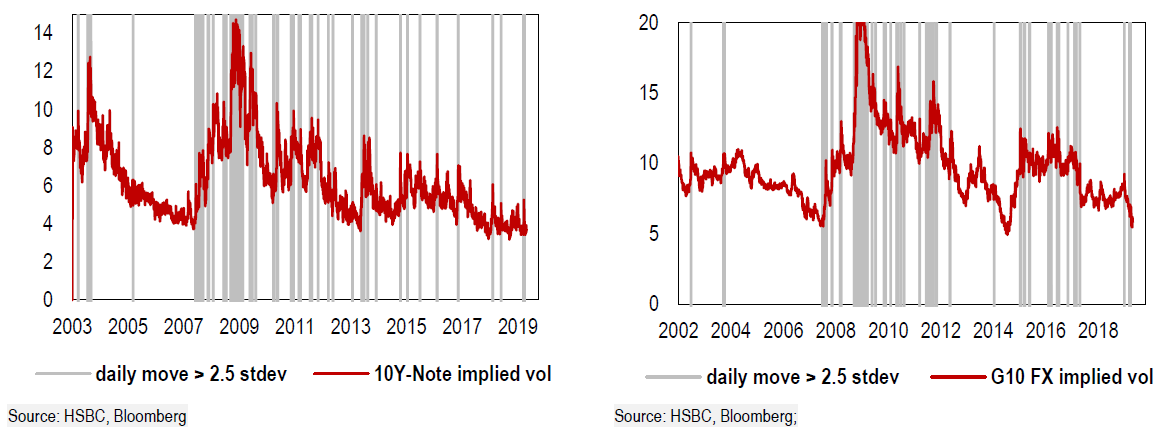 14
12
10
8
6
4
2
0
2003 2005 2007 2009 2011 2013 2015 2017 2019
daily move > 2.5 stdev 10Y-Note implied vol
Source: HSBC, Bloomberg
20
15
10
5
0
2002 2004 2006 2008 2010 2012 2014 2016 2018
daily move > 2.5 stdev G10 FX implied vol
Source: HSBC, Bloomberg;